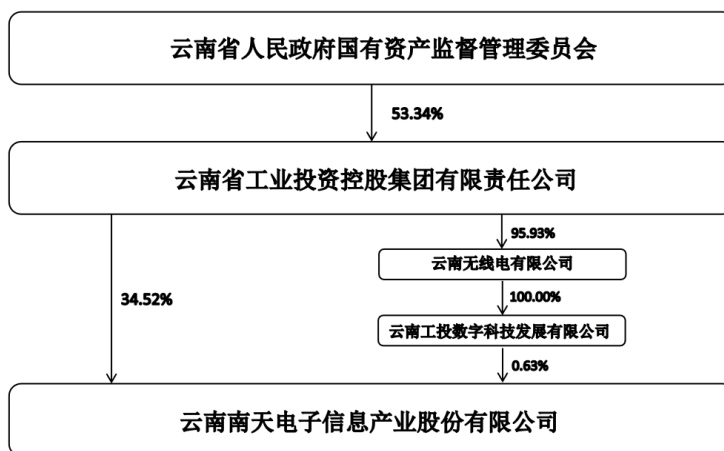 云南省人民政府国有资产监督管理委员会
53.34%
云南省工业投资控股集团有限责任公司
95.93%
云南无线电有限公司
34.52%
100.00%
云南工投数字科技发展有限公司
0.63%
云南南天电子信息产业股份有限公司